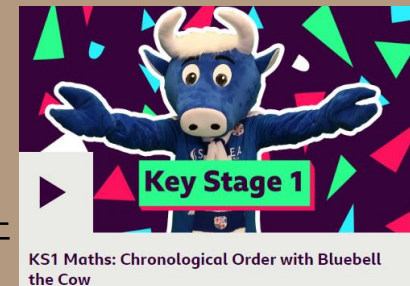 Key Stage 1
KS1 Maths: Chronological Order with Bluebell
the Cow